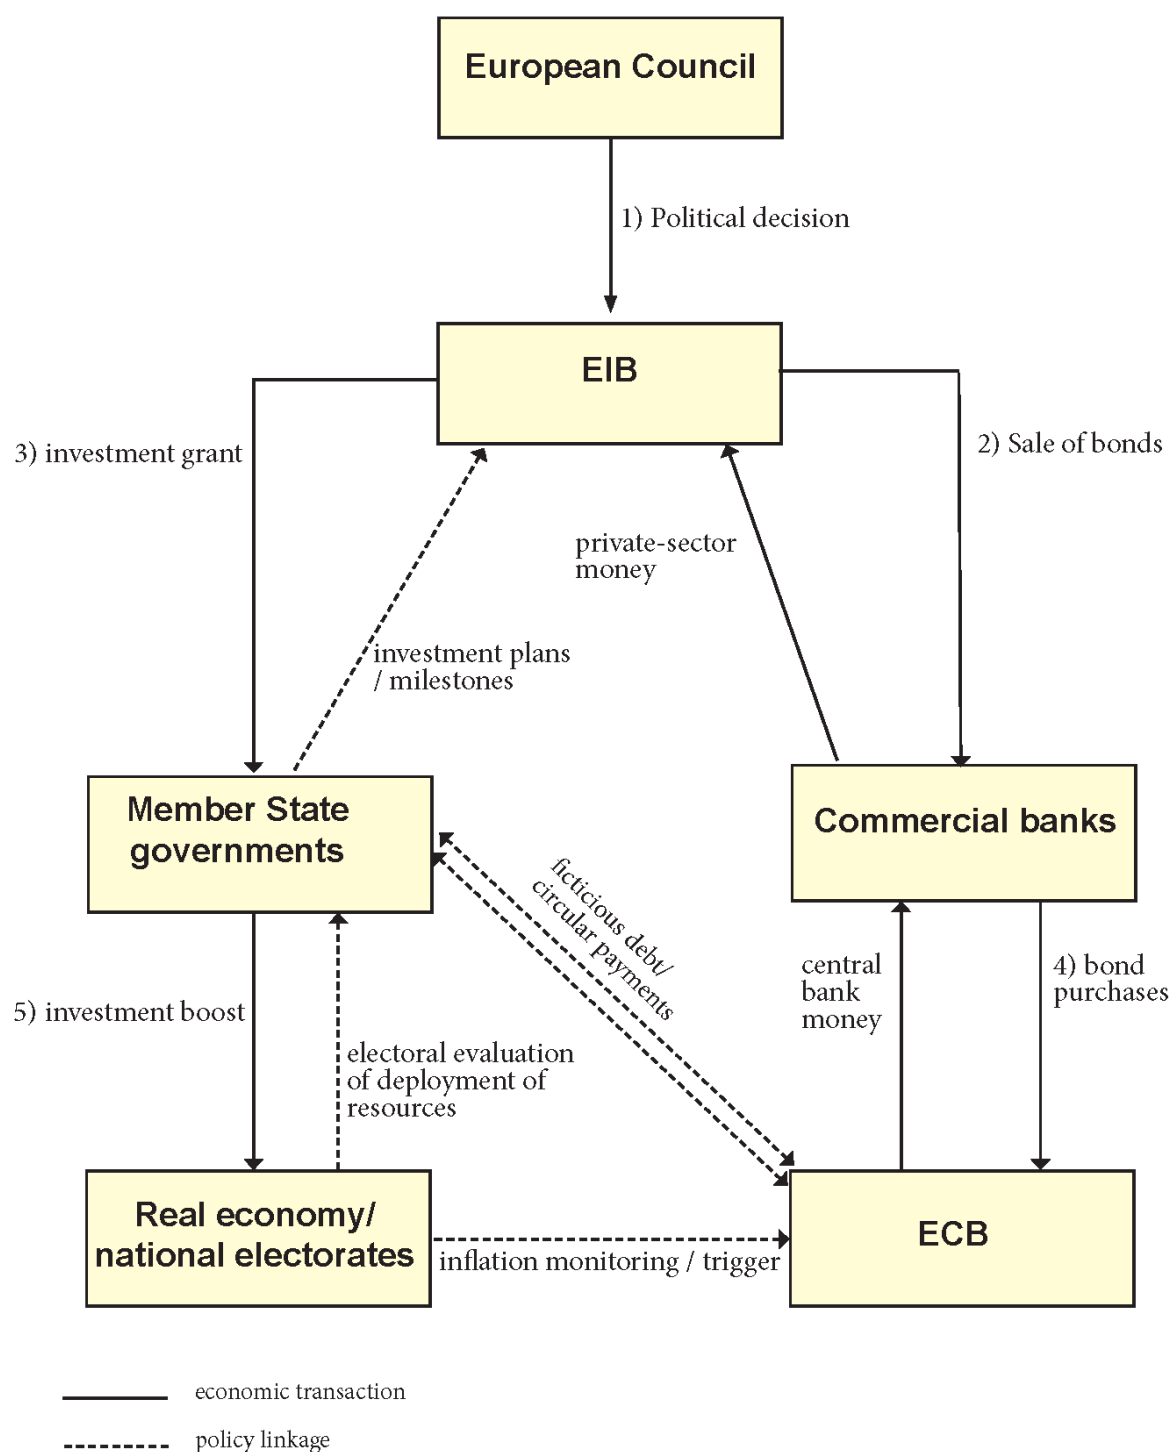 European Council
1) Political decision
EIB
3) investment grant
2) Sale of bonds
private-sector
money
investment plans
/ milestones
Member State
governments
Commercial banks
ficticious debt/
circular payments
central
bank
money
4) bond
purchases
5) investment boost
electoral evaluation
of deployment of
resources
Real economy/
national electorates
ECB
inflation monitoring / trigger
economic transaction
policy linkage